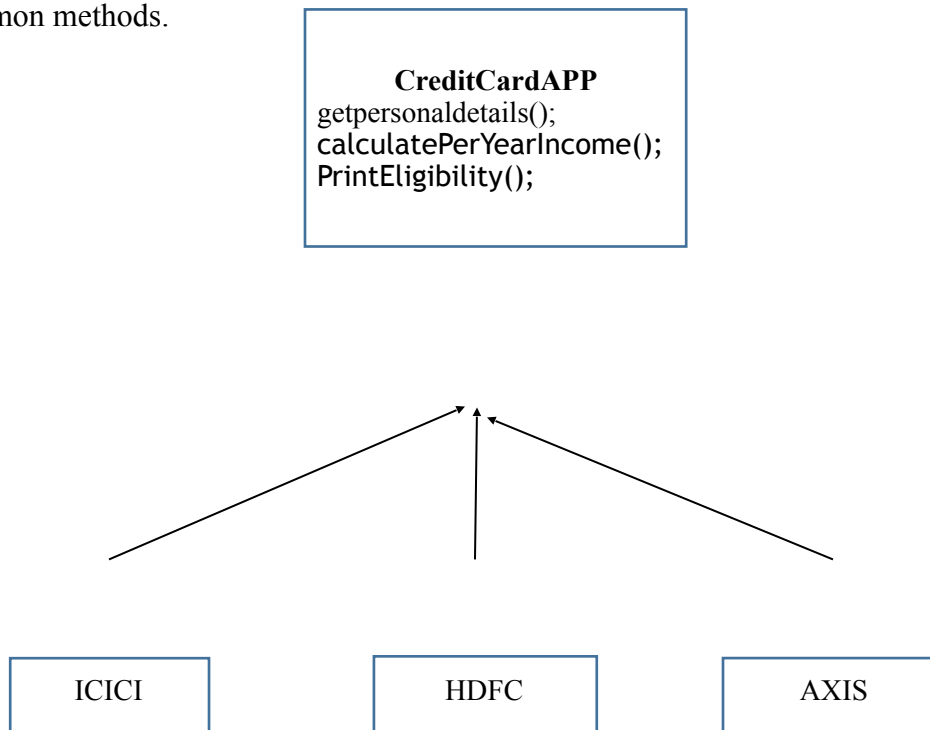 mon methods.
CreditCardAPP
getpersonaldetails();
calculatePerYearIncome();
PrintEligibility();
ICICI
HDFC
AXIS